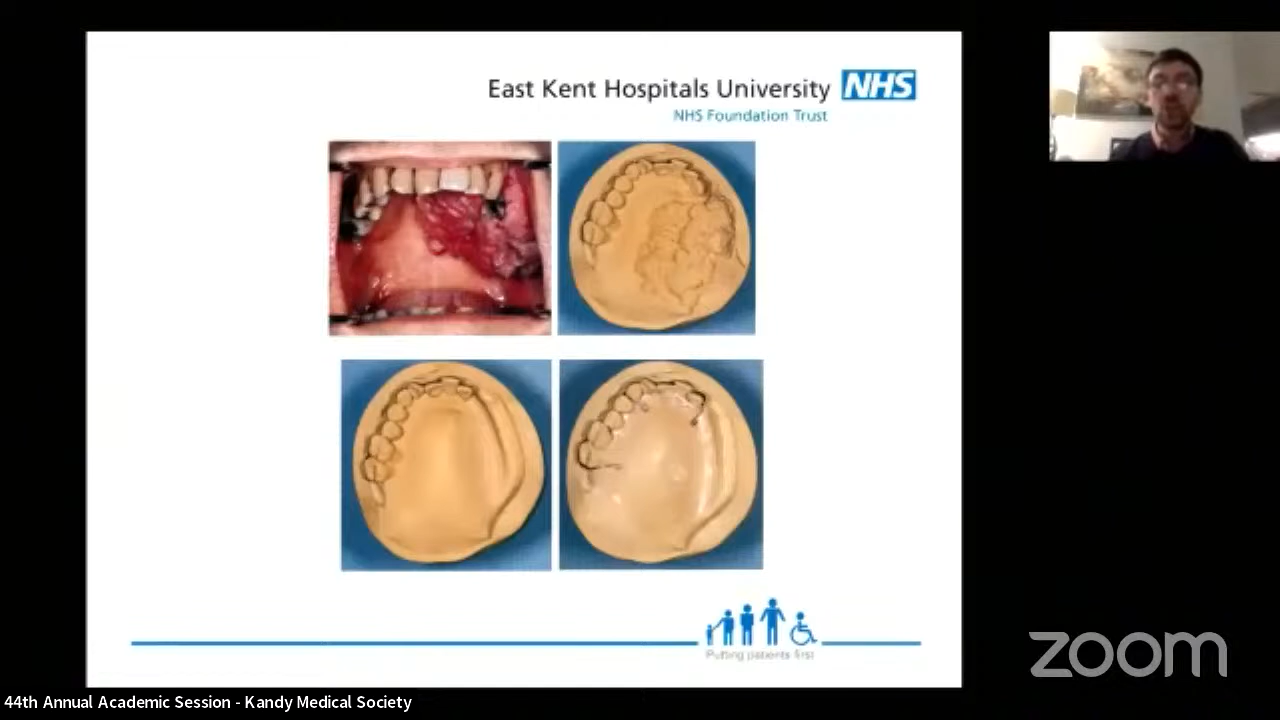 East Kent Hospitals University NHS
NHS Foundation Trust
Putting patients first
zoom
44th Annual Academic Session - Kandy Medical Society